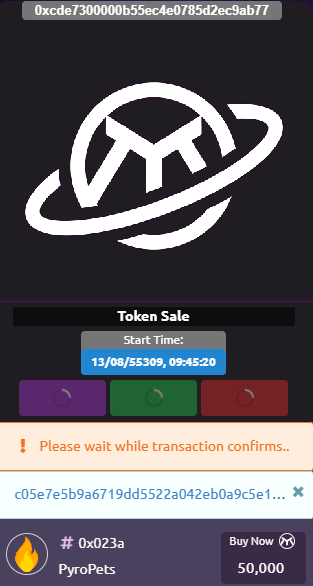 0xcde7300000b55ec4e0785d2ec9ab77
Token Sale
Start Time:
13/08/55309, 09:45:20
Please wait while transaction confirms..
c05e7e5b9a6719dd5522a042eb0a9c5e1...
# 0x023a
PyroPets
Buy Now
50,000